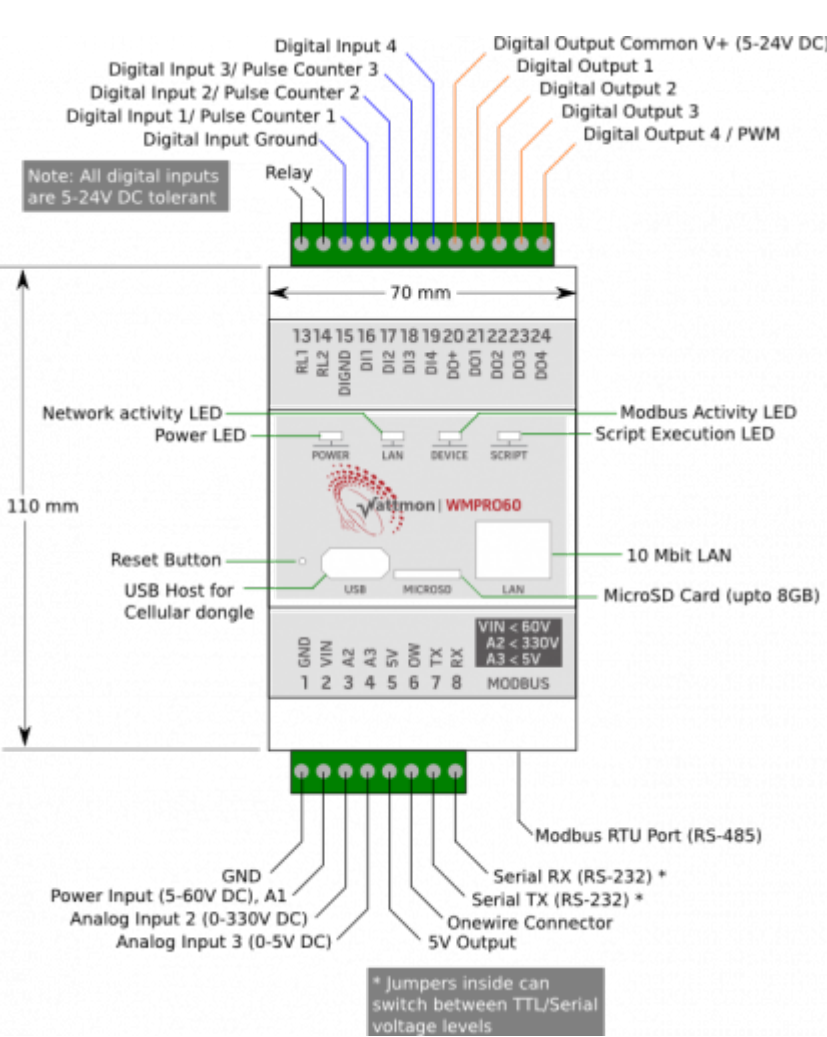 Digital Input 4
Digital Input 3/ Pulse Counter 3
Digital Input 2/ Pulse Counter 2
Digital Input 1/ Pulse Counter 1
Digital Input Ground
Relay
Digital Output Common V+ (5-24V DC)
Digital Output 1
Digital Output 2
Digital Output 3
Digital Output 4 / PWM
Note: All digital inputs
are 5-24V DC tolerant
70 mm
13 14 15 16 17 18 19 20 21 22 23 24
RL1 RL2 DIGND DI1 DI2 DI3 DI4 DO+ DO1 DO2 DO3 DO4
Network activity LED
Power LED
Modbus Activity LED
Script Execution LED
POWER LAN DEVICE SCRIPT
110 mm
Wattmon | WMPRO60
Reset Button
USB Host for
Cellular dongle
10 Mbit LAN
MicroSD Card (upto 8GB)
USB MICROSD LAN
VIN < 60V
A2 < 330V
A3 < 5V
GND VIN A2 A3 5V OW TX RX
1 2 3 4 5 6 7 8 MODBUS
Modbus RTU Port (RS-485)
GND
Power Input (5-60V DC), A1
Analog Input 2 (0-330V DC)
Analog Input 3 (0-5V DC)
Serial RX (RS-232) *
Serial TX (RS-232) *
Onewire Connector
5V Output
* Jumpers inside can
switch between TTL/Serial
voltage levels